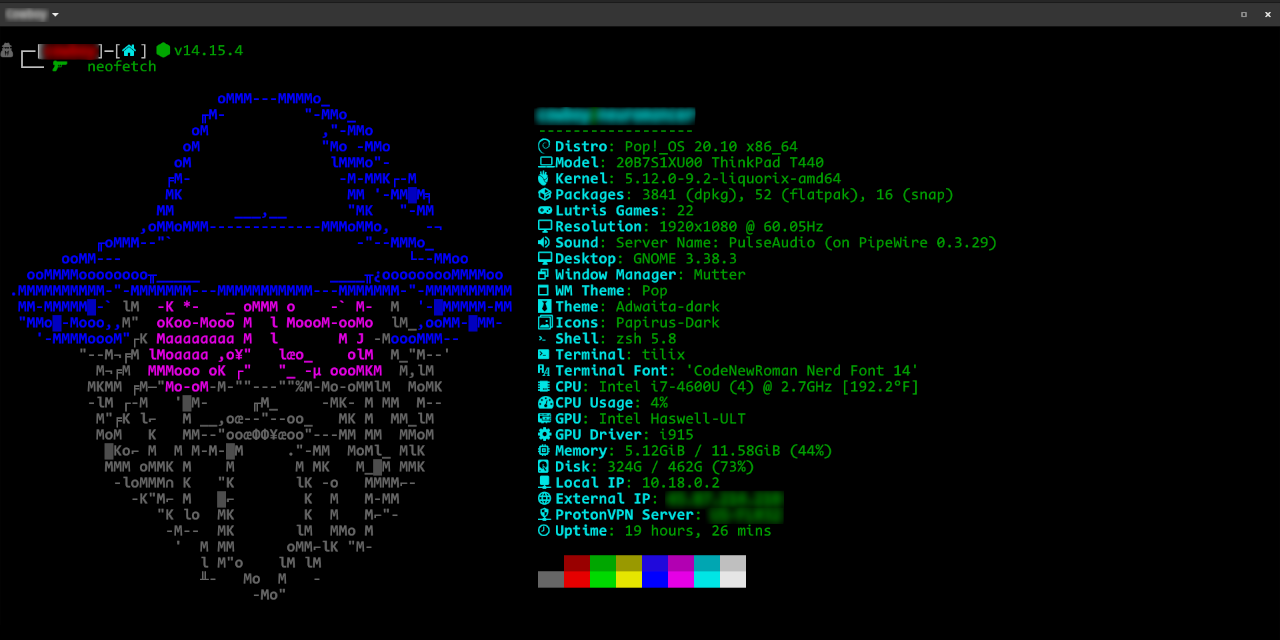 v14.15.4
neofetch
Distro: Pop!_OS 20.10 x86_64
Model: 20B7S1XU00 ThinkPad T440
Kernel: 5.12.0-9.2-liquorix-amd64
Packages: 3841 (dpkg), 52 (flatpak), 16 (snap)
Lutris Games: 22
Resolution: 1920x1080 @ 60.05Hz
Sound: Server Name: PulseAudio (on PipeWire 0.3.29)
Desktop: GNOME 3.38.3
Window Manager: Mutter
WM Theme: Pop
Theme: Adwaita-dark
Icons: Papirus-Dark
Shell: zsh 5.8
Terminal: tilix
Terminal Font: 'CodeNewRoman Nerd Font 14'
CPU: Intel i7-4600U (4) @ 2.7GHz [192.2°F]
CPU Usage: 4%
GPU: Intel Haswell-ULT
GPU Driver: i915
Memory: 5.12GiB / 11.58GiB (44%)
Disk: 324G / 462G (73%)
Local IP: 10.18.0.2
External IP:
ProtonVPN Server:
Uptime: 19 hours, 26 mins